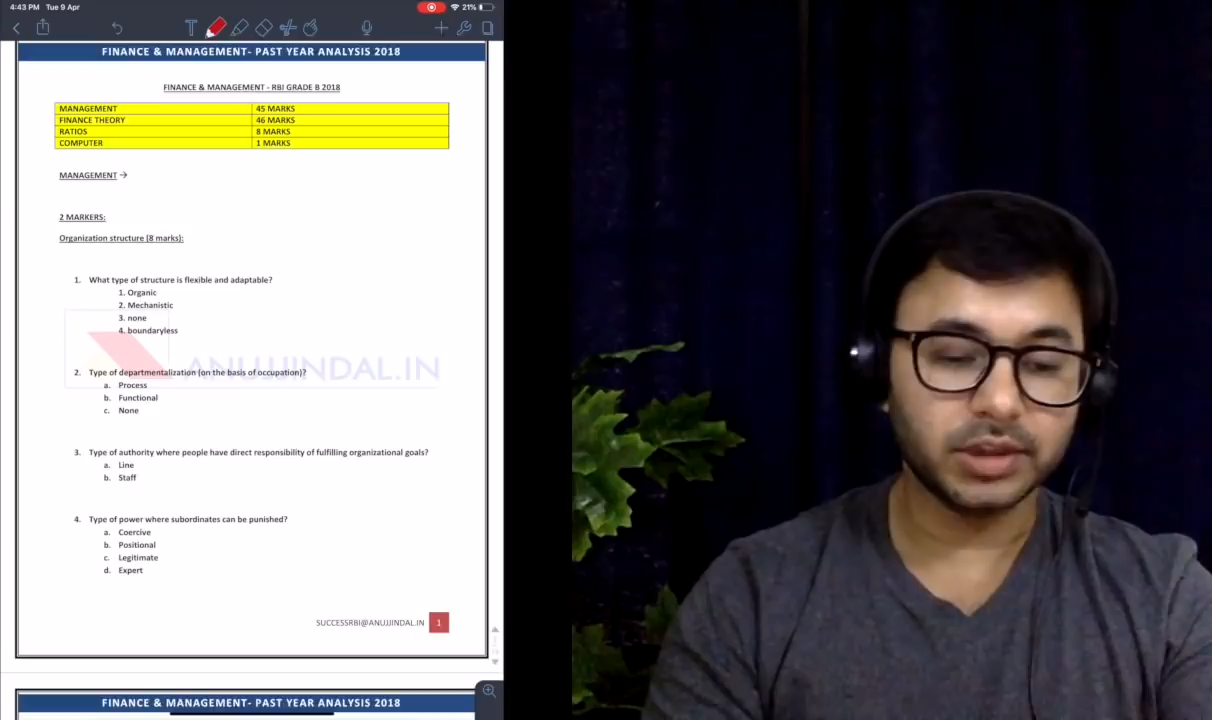 4:43 PM Tue 9 Apr
21%
FINANCE & MANAGEMENT- PAST YEAR ANALYSIS 2018
FINANCE & MANAGEMENT - RBI GRADE B 2018
MANAGEMENT 45 MARKS
FINANCE THEORY 46 MARKS
RATIOS 8 MARKS
COMPUTER 1 MARKS
MANAGEMENT →
2 MARKERS:
Organization structure (8 marks):
1. What type of structure is flexible and adaptable?
1. Organic
2. Mechanistic
3. none
4. boundaryless
ANUJJINDAL.IN
2. Type of departmentalization (on the basis of occupation)?
a. Process
b. Functional
c. None
3. Type of authority where people have direct responsibility of fulfilling organizational goals?
a. Line
b. Staff
4. Type of power where subordinates can be punished?
a. Coercive
b. Positional
c. Legitimate
d. Expert
SUCCESSRBI@ANUJJINDAL.IN 1
FINANCE & MANAGEMENT- PAST YEAR ANALYSIS 2018